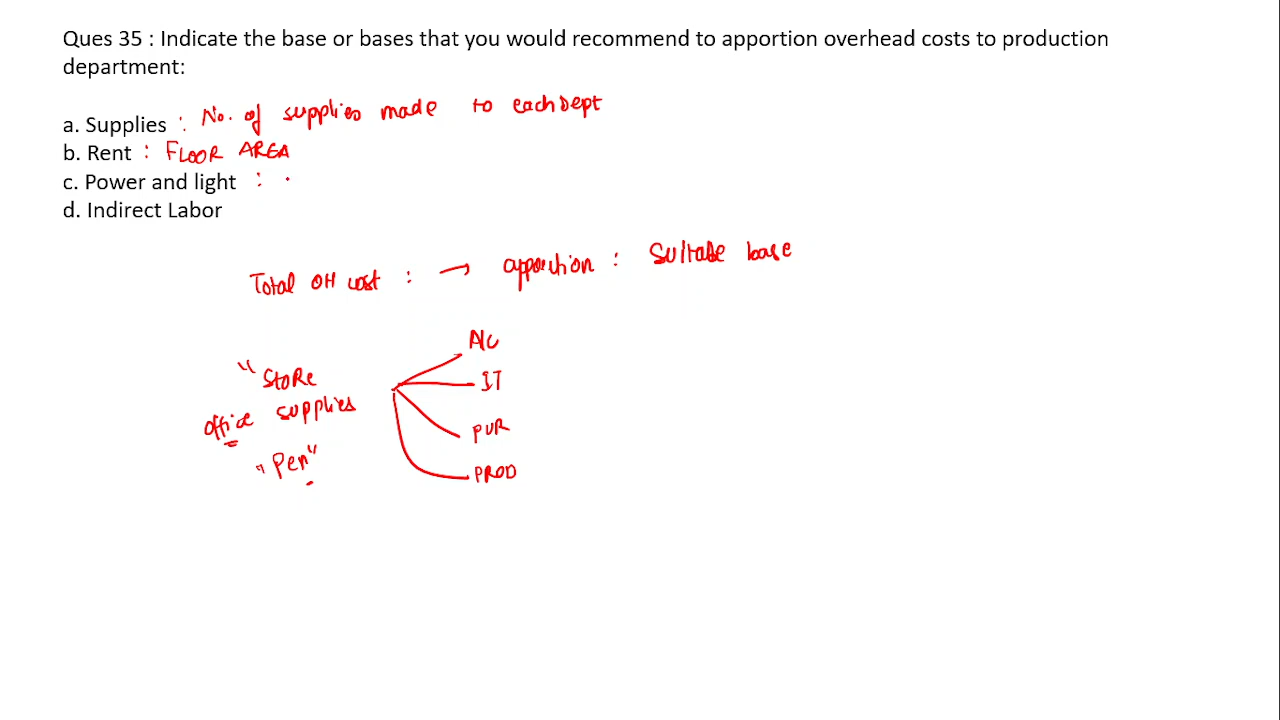 Ques 35 : Indicate the base or bases that you would recommend to apportion overhead costs to production
department:
a. Supplies : No. of supplies made to each Dept
b. Rent : FLOOR AREA
c. Power and light :
d. Indirect Labor
Total OH cost : → apportion : Suitable base
A/C
"Store
IT
office supplies
PUR
"Pen"
PROD